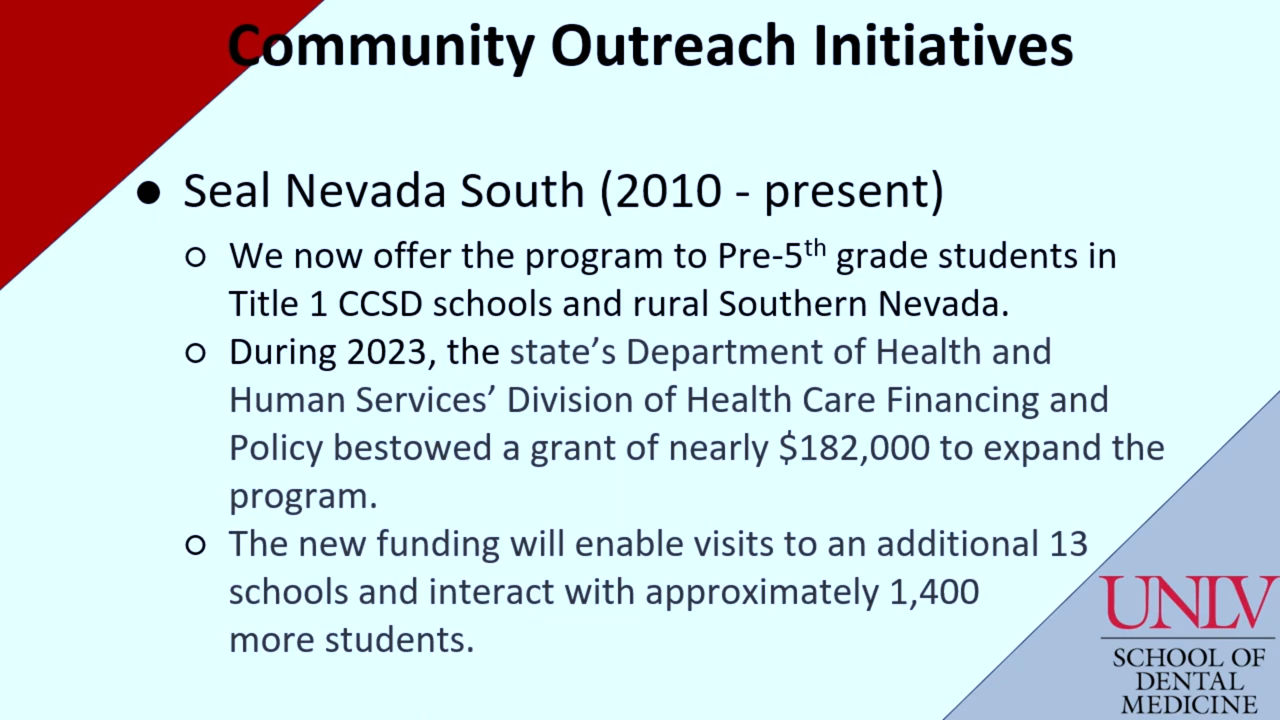 Community Outreach Initiatives
● Seal Nevada South (2010 - present)
○ We now offer the program to Pre-5th grade students in
Title 1 CCSD schools and rural Southern Nevada.
○ During 2023, the state’s Department of Health and
Human Services’ Division of Health Care Financing and
Policy bestowed a grant of nearly $182,000 to expand the
program.
○ The new funding will enable visits to an additional 13
schools and interact with approximately 1,400
more students.
UNLV
SCHOOL OF
DENTAL
MEDICINE